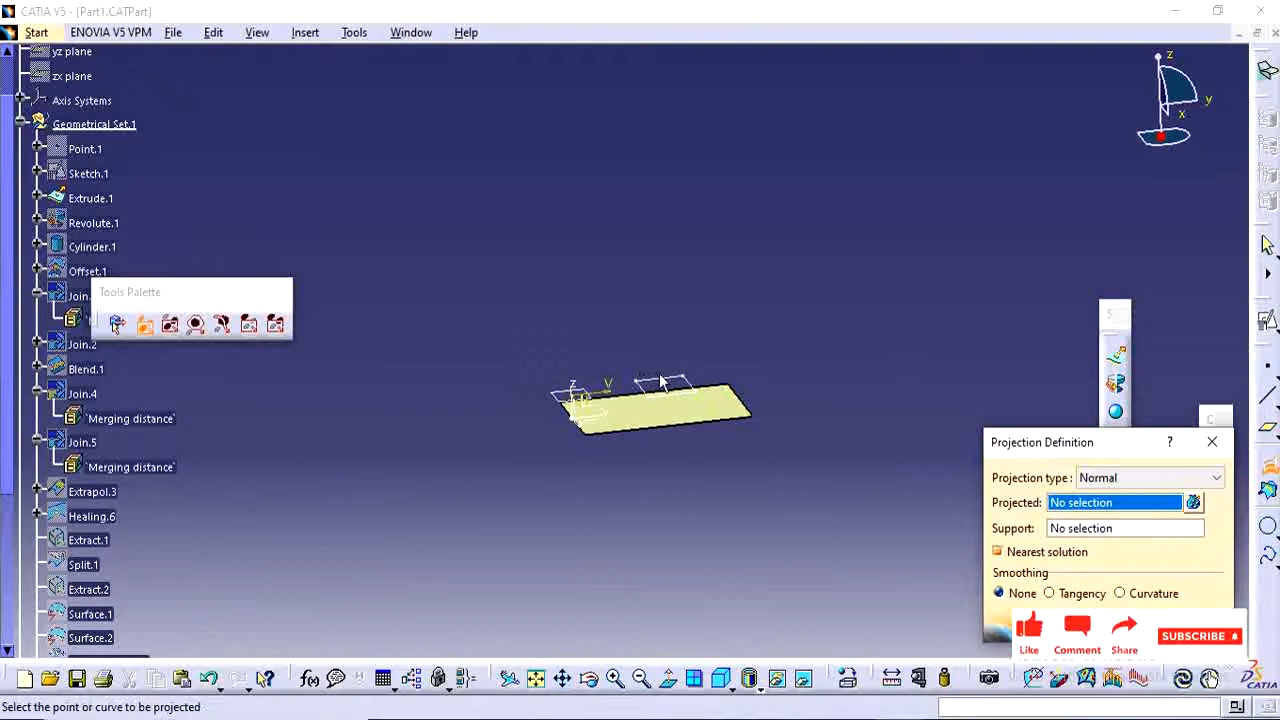 CATIA V5 - [Part1.CATPart]
Start ENOVIA V5 VPM File Edit View Insert Tools Window Help
yz plane
zx plane
Axis Systems
Geometrical Set.1
Point.1
Sketch.1
Extrude.1
Revolute.1
Cylinder.1
Offset.1
Join.
Tools Palette
Join.2
Blend.1
Join.4
`Merging distance`
Join.5
`Merging distance`
Extrapol.3
Healing.6
Extract.1
Split.1
Extract.2
Surface.1
Surface.2
z
y
x
z
y
S
Projection Definition ? ×
Projection type : Normal
Projected: No selection
Support: No selection
Nearest solution
Smoothing
None Tangency Curvature
Like Comment Share SUBSCRIBE
f(x)
CATIA
Select the point or curve to be projected